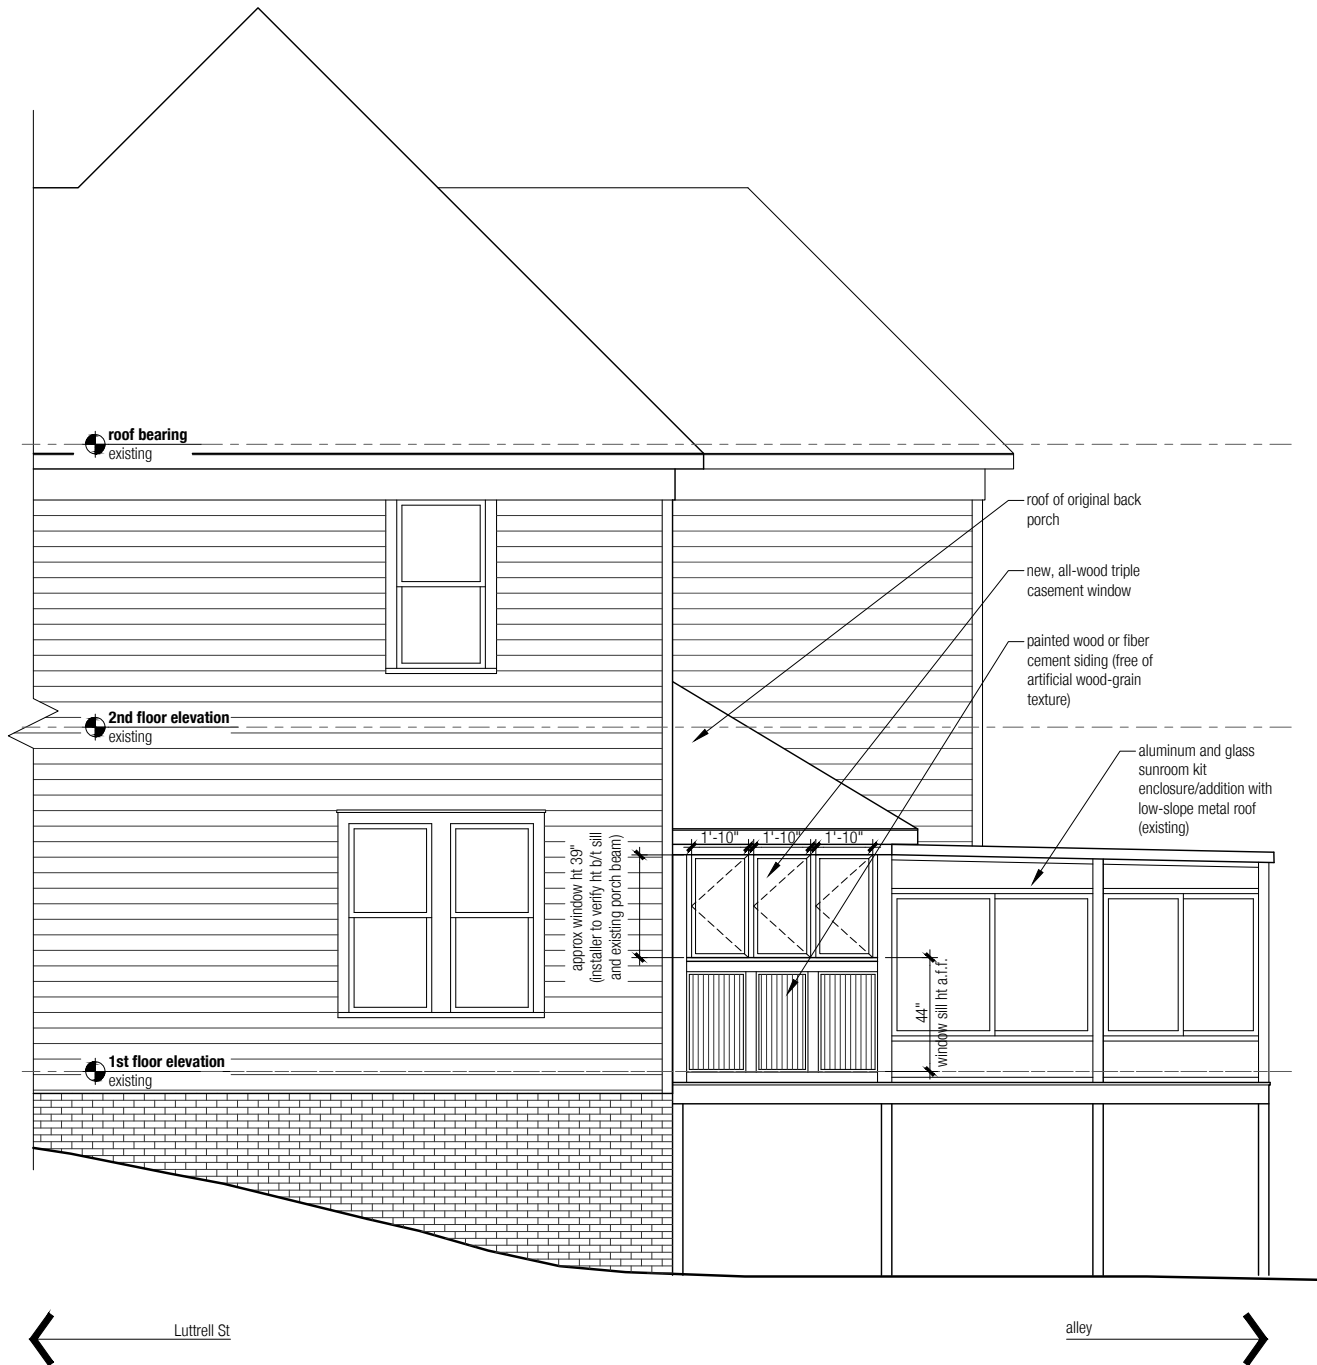 roof bearing
existing
roof of original back
porch
new, all-wood triple
casement window
painted wood or fiber
cement siding (free of
artificial wood-grain
texture)
2nd floor elevation
existing
aluminum and glass
sunroom kit
enclosure/addition with
low-slope metal roof
(existing)
1'-10" 1'-10" 1'-10"
approx window ht 39"
(installer to verify ht b/t sill
and existing porch beam)
44"
window sill ht a.f.f.
1st floor elevation
existing
Luttrell St
alley